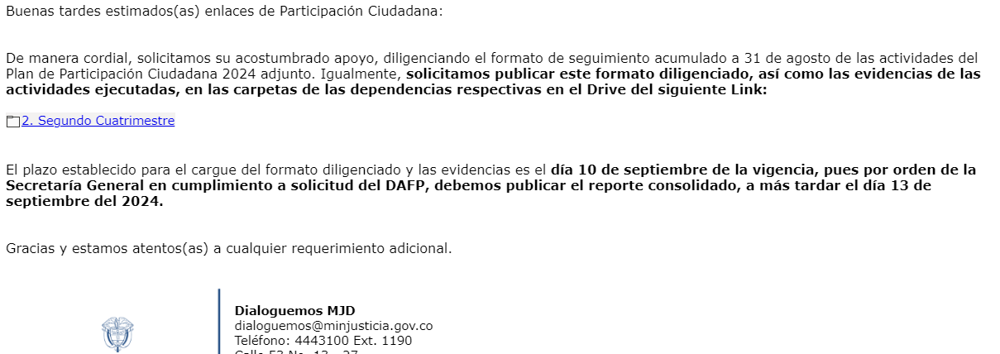 Buenas tardes estimados(as) enlaces de Participación Ciudadana:
De manera cordial, solicitamos su acostumbrado apoyo, diligenciando el formato de seguimiento acumulado a 31 de agosto de las actividades del
Plan de Participación Ciudadana 2024 adjunto. Igualmente, solicitamos publicar este formato diligenciado, así como las evidencias de las
actividades ejecutadas, en las carpetas de las dependencias respectivas en el Drive del siguiente Link:
2. Segundo Cuatrimestre
El plazo establecido para el cargue del formato diligenciado y las evidencias es el día 10 de septiembre de la vigencia, pues por orden de la
Secretaría General en cumplimiento a solicitud del DAFP, debemos publicar el reporte consolidado, a más tardar el día 13 de
septiembre del 2024.
Gracias y estamos atentos(as) a cualquier requerimiento adicional.
Dialoguemos MJD
dialoguemos@minjusticia.gov.co
Teléfono: 4443100 Ext. 1190
Calle 53 No. 13 - 27